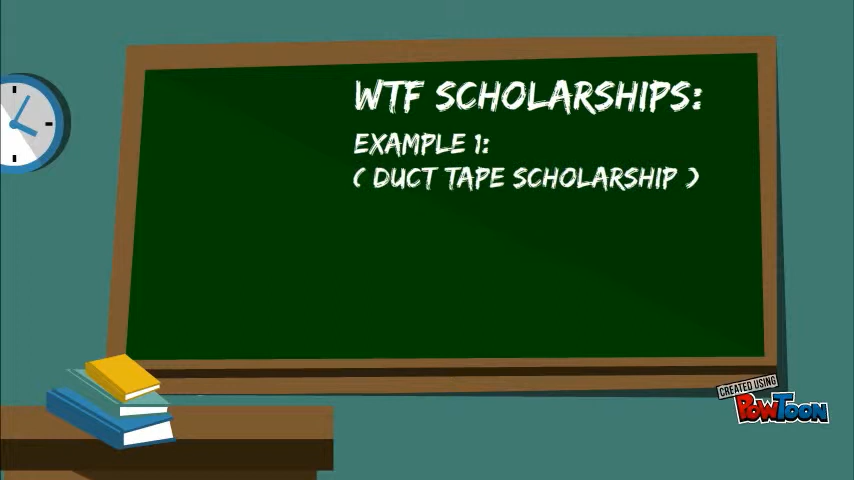 WTF SCHOLARSHIPS:
EXAMPLE 1:
( DUCT TAPE SCHOLARSHIP )
CREATED USING
POWTOON